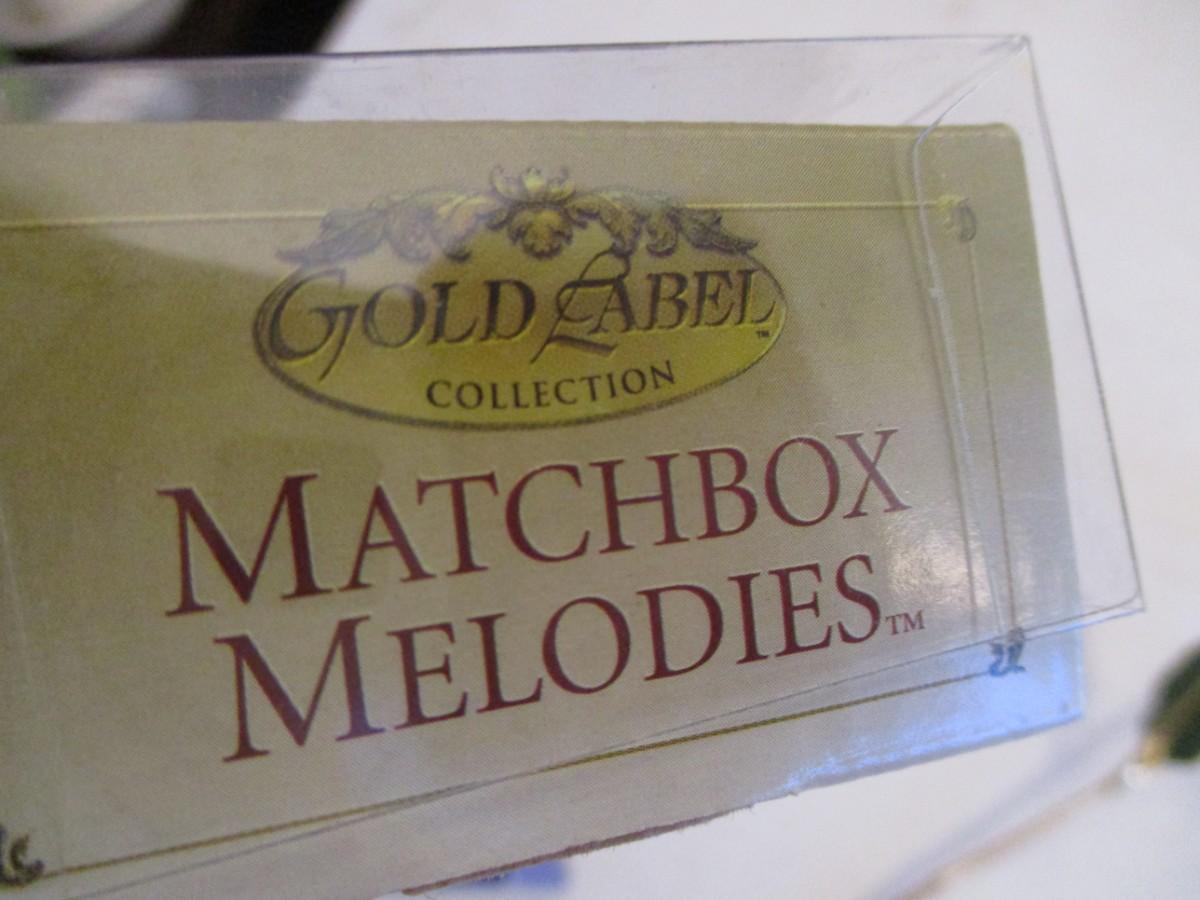 GOLD LABEL™
COLLECTION
MATCHBOX
MELODIES™